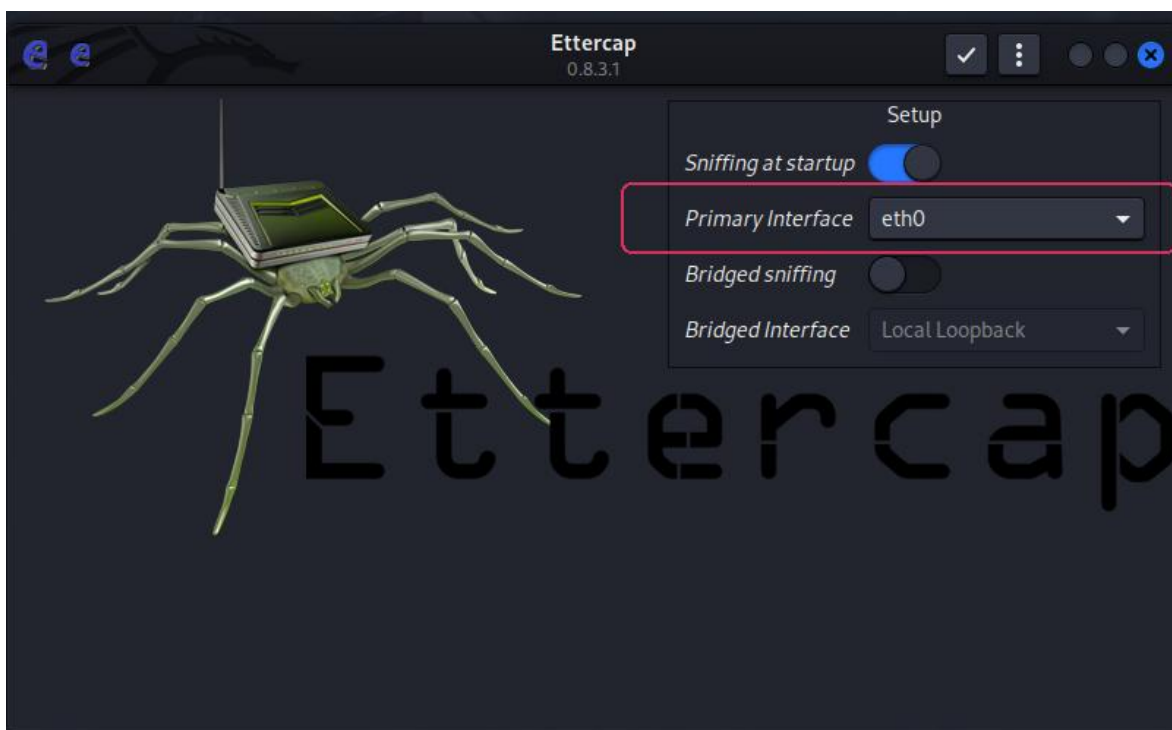 Ettercap
0.8.3.1
Setup
Sniffing at startup
Primary Interface eth0
Bridged sniffing
Bridged Interface Local Loopback
Ettercap